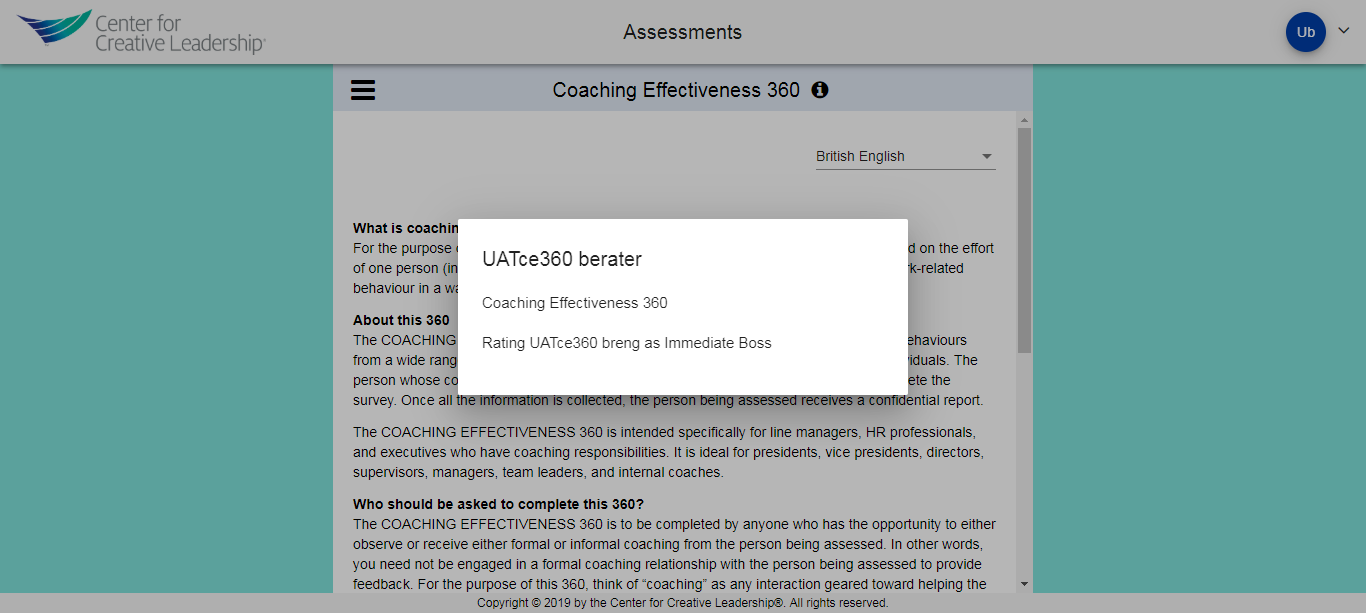 Center for
Creative Leadership®
Assessments
Ub
Coaching Effectiveness 360
British English
What is coachin
For the purpose d on the effort
of one person (in rk-related
behaviour in a wa
About this 360
The COACHING ehaviours
from a wide rang iduals. The
person whose co ete the
survey. Once all the information is collected, the person being assessed receives a confidential report.
The COACHING EFFECTIVENESS 360 is intended specifically for line managers, HR professionals,
and executives who have coaching responsibilities. It is ideal for presidents, vice presidents, directors,
supervisors, managers, team leaders, and internal coaches.
Who should be asked to complete this 360?
The COACHING EFFECTIVENESS 360 is to be completed by anyone who has the opportunity to either
observe or receive either formal or informal coaching from the person being assessed. In other words,
you need not be engaged in a formal coaching relationship with the person being assessed to provide
feedback. For the purpose of this 360, think of “coaching” as any interaction geared toward helping the
UATce360 berater
Coaching Effectiveness 360
Rating UATce360 breng as Immediate Boss
Copyright © 2019 by the Center for Creative Leadership®. All rights reserved.